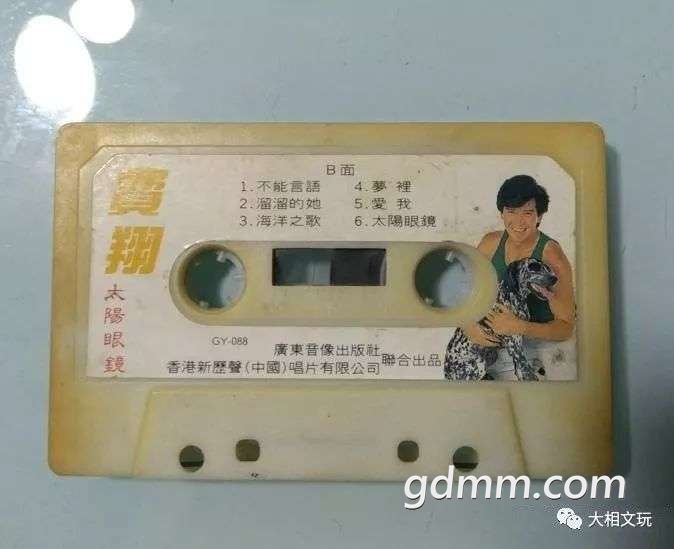 B面
1.不能言語 4.夢裡
2.溜溜的她 5.愛我
3.海洋之歌 6.太陽眼鏡
費翔
太陽眼鏡
GY-088
廣東音像出版社
香港新歷聲(中國)唱片有限公司
聯合出品
gdmm.com
大相文玩